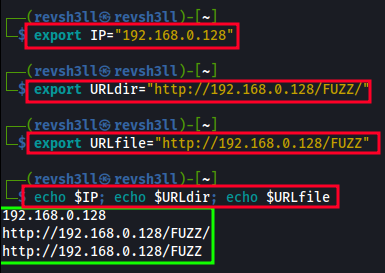 (revsh3ll㉿revsh3ll)-[~]
$ export IP="192.168.0.128"
(revsh3ll㉿revsh3ll)-[~]
$ export URLdir="http://192.168.0.128/FUZZ/"
(revsh3ll㉿revsh3ll)-[~]
$ export URLfile="http://192.168.0.128/FUZZ"
(revsh3ll㉿revsh3ll)-[~]
$ echo $IP; echo $URLdir; echo $URLfile
192.168.0.128
http://192.168.0.128/FUZZ/
http://192.168.0.128/FUZZ